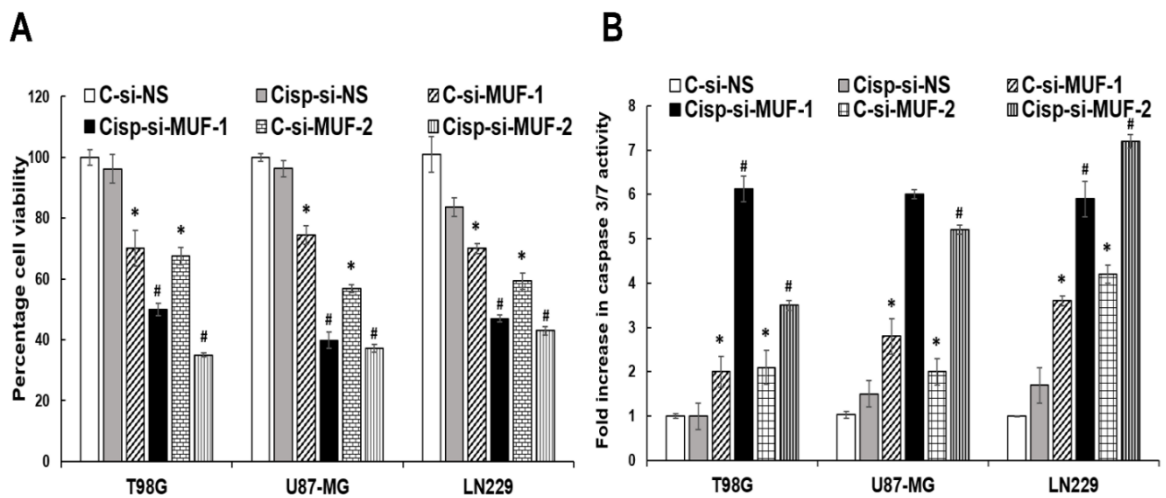 A
C-si-NS Cisp-si-NS C-si-MUF-1
Cisp-si-MUF-1 C-si-MUF-2 Cisp-si-MUF-2
Percentage cell viability
120
100
80
60
40
20
0
* # * #
* # * #
* # * #
T98G U87-MG LN229
B
C-si-NS Cisp-si-NS C-si-MUF-1
Cisp-si-MUF-1 C-si-MUF-2 Cisp-si-MUF-2
Fold increase in caspase 3/7 activity
8
7
6
5
4
3
2
1
0
* # * #
* * #
* # * #
T98G U87-MG LN229